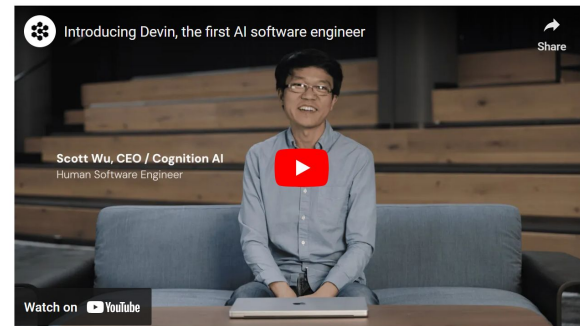 Introducing Devin, the first AI software engineer
Share
Scott Wu, CEO / Cognition AI
Human Software Engineer
Watch on YouTube